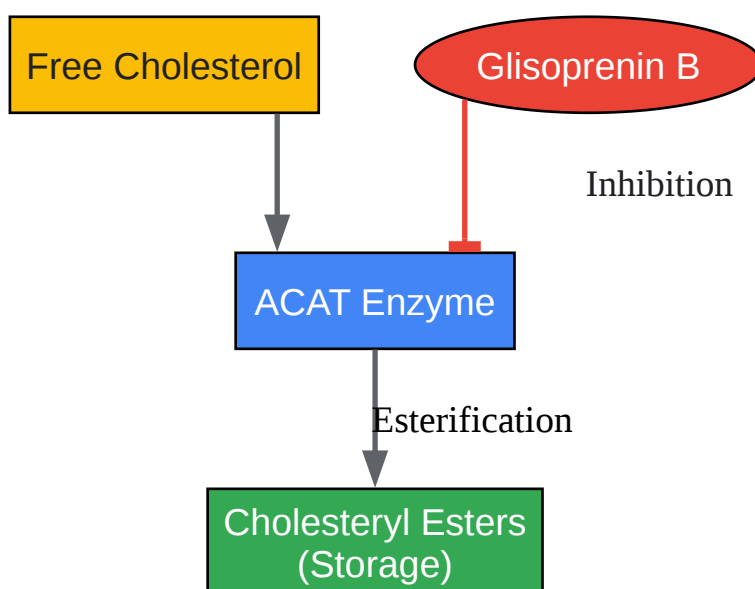 Free Cholesterol
Glisoprenin B
Inhibition
ACAT Enzyme
Esterification
Cholesteryl Esters
(Storage)